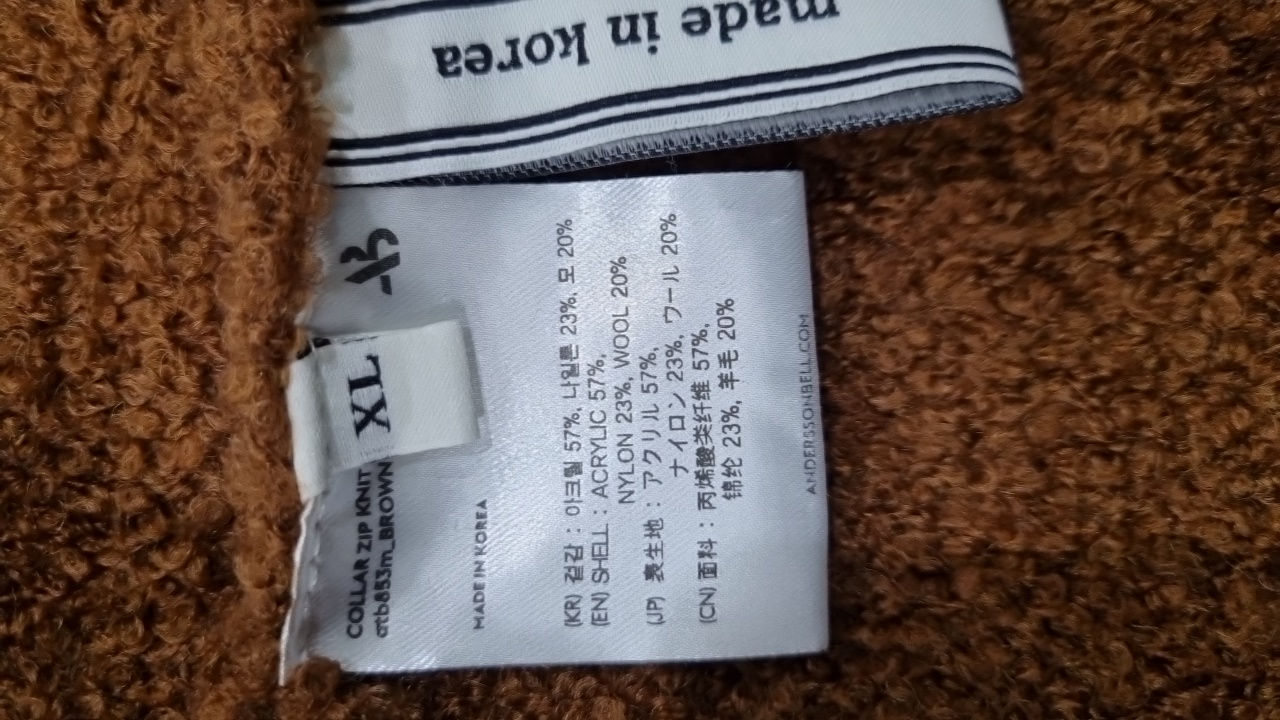 made in korea
XL
AB
COLLAR ZIP KNIT
atb853m_BROWN
MADE IN KOREA
(KR) 겉감 : 아크릴 57%, 나일론 23%, 모 20%
(EN) SHELL : ACRYLIC 57%,
NYLON 23%, WOOL 20%
(JP) 表生地 : アクリル 57%,
ナイロン 23%, ウール 20%
(CN) 面料 : 丙烯酸类纤维 57%,
锦纶 23%, 羊毛 20%
ANDERSSONBELL.COM